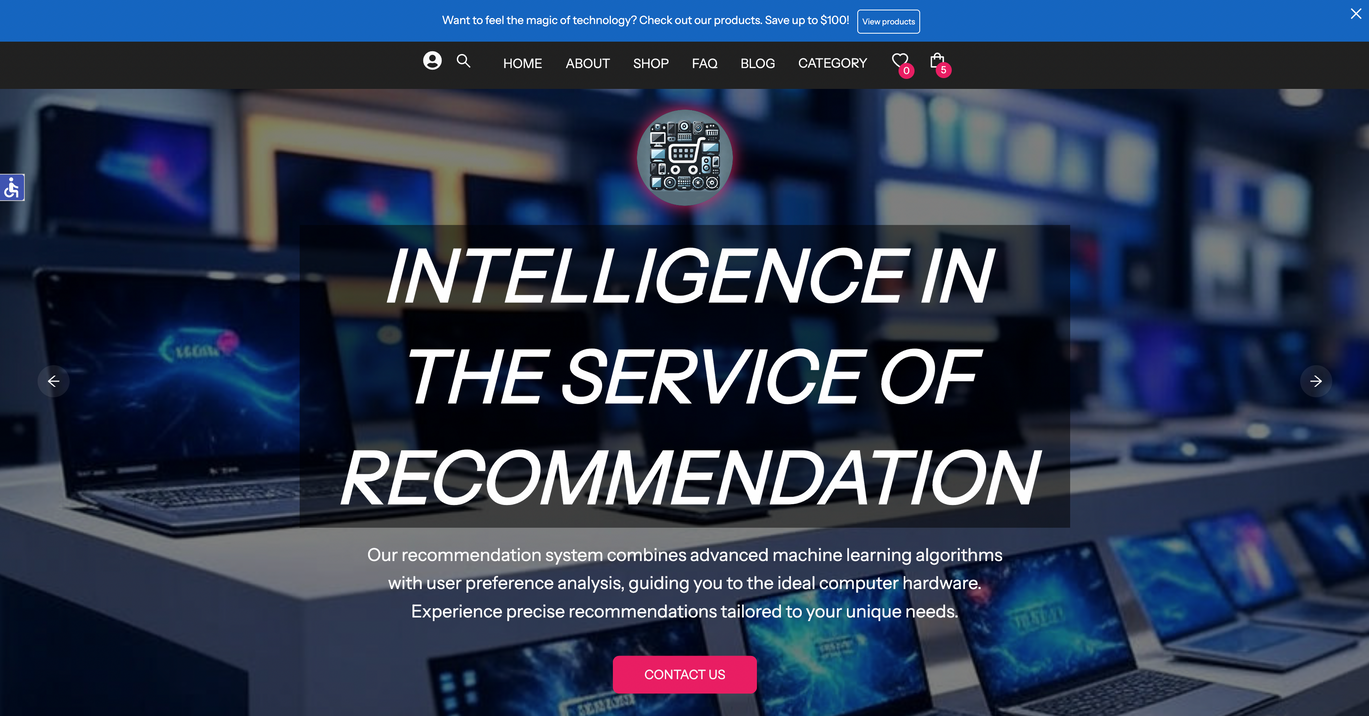 Want to feel the magic of technology? Check out our products. Save up to $100! View products
HOME ABOUT SHOP FAQ BLOG CATEGORY 0 5
INTELLIGENCE IN
THE SERVICE OF
RECOMMENDATION
Our recommendation system combines advanced machine learning algorithms
with user preference analysis, guiding you to the ideal computer hardware.
Experience precise recommendations tailored to your unique needs.
CONTACT US